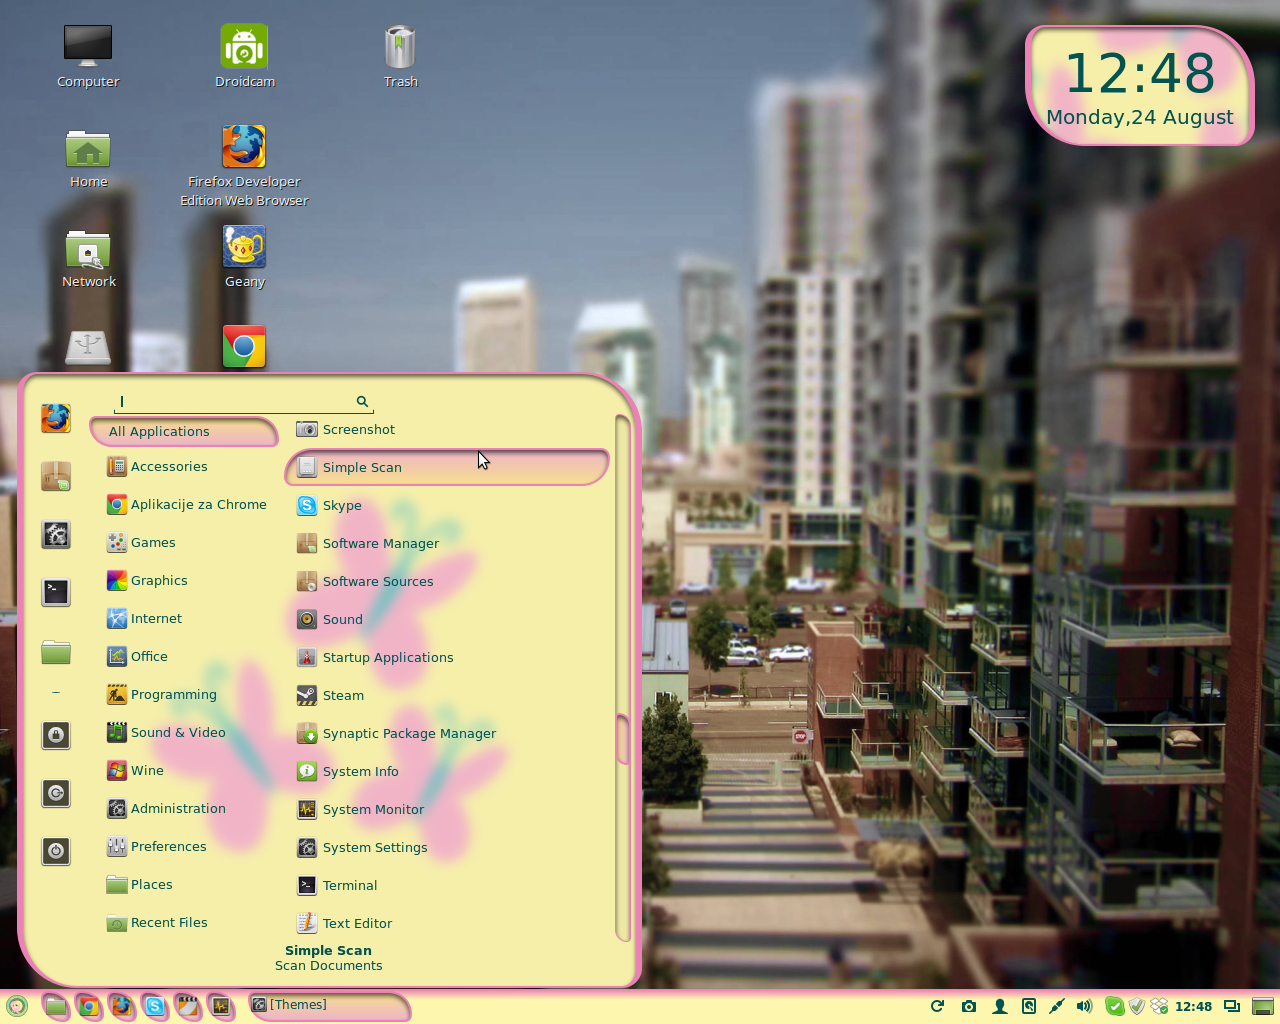 Computer
Droidcam
Trash
12:48
Monday,24 August
Home
Firefox Developer
Edition Web Browser
Network
Geany
All Applications
Accessories
Aplikacije za Chrome
Games
Graphics
Internet
Office
Programming
Sound & Video
Wine
Administration
Preferences
Places
Recent Files
Screenshot
Simple Scan
Skype
Software Manager
Software Sources
Sound
Startup Applications
Steam
Synaptic Package Manager
System Info
System Monitor
System Settings
Terminal
Text Editor
Simple Scan
Scan Documents
STOP
[Themes]
12:48